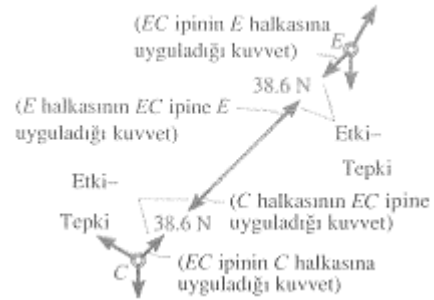 (EC ipinin E halkasına
uyguladığı kuvvet)
E
38.6 N
(E halkasının EC ipine E
uyguladığı kuvvet)
Etki–
Tepki
Etki–
Tepki
38.6 N
(C halkasının EC ipine
uyguladığı kuvvet)
C
(EC ipinin C halkasına
uyguladığı kuvvet)